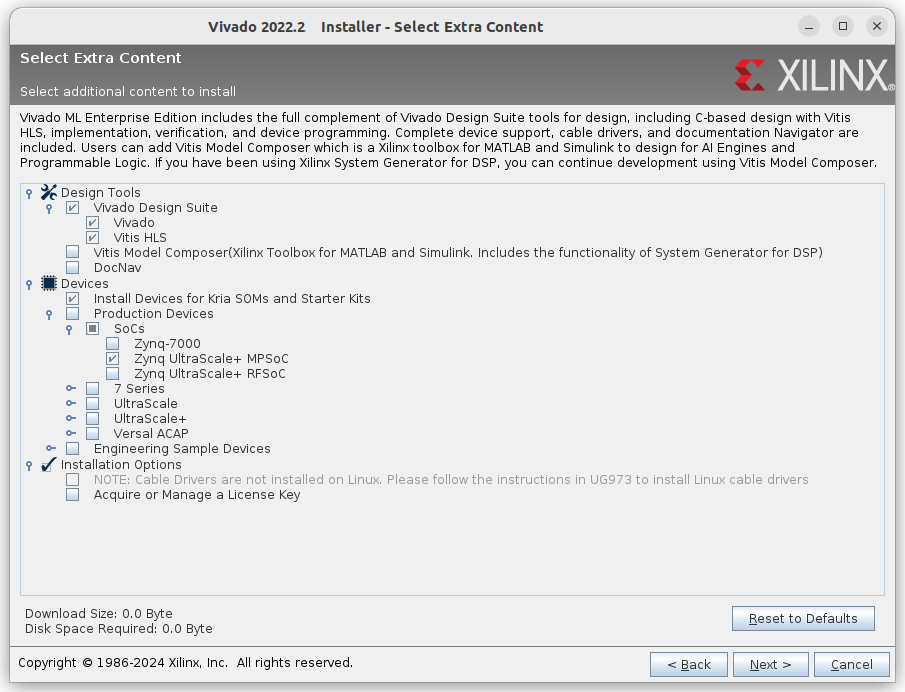 Vivado 2022.2 Installer - Select Extra Content
Select Extra Content
Select additional content to install
XILINX®
Vivado ML Enterprise Edition includes the full complement of Vivado Design Suite tools for design, including C-based design with Vitis
HLS, implementation, verification, and device programming. Complete device support, cable drivers, and documentation Navigator are
included. Users can add Vitis Model Composer which is a Xilinx toolbox for MATLAB and Simulink to design for AI Engines and
Programmable Logic. If you have been using Xilinx System Generator for DSP, you can continue development using Vitis Model Composer.
Design Tools
Vivado Design Suite
Vivado
Vitis HLS
Vitis Model Composer(Xilinx Toolbox for MATLAB and Simulink. Includes the functionality of System Generator for DSP)
DocNav
Devices
Install Devices for Kria SOMs and Starter Kits
Production Devices
SoCs
Zynq-7000
Zynq UltraScale+ MPSoC
Zynq UltraScale+ RFSoC
7 Series
UltraScale
UltraScale+
Versal ACAP
Engineering Sample Devices
Installation Options
NOTE: Cable Drivers are not installed on Linux. Please follow the instructions in UG973 to install Linux cable drivers
Acquire or Manage a License Key
Download Size: 0.0 Byte
Disk Space Required: 0.0 Byte
Reset to Defaults
Copyright © 1986-2024 Xilinx, Inc. All rights reserved.
< Back
Next >
Cancel